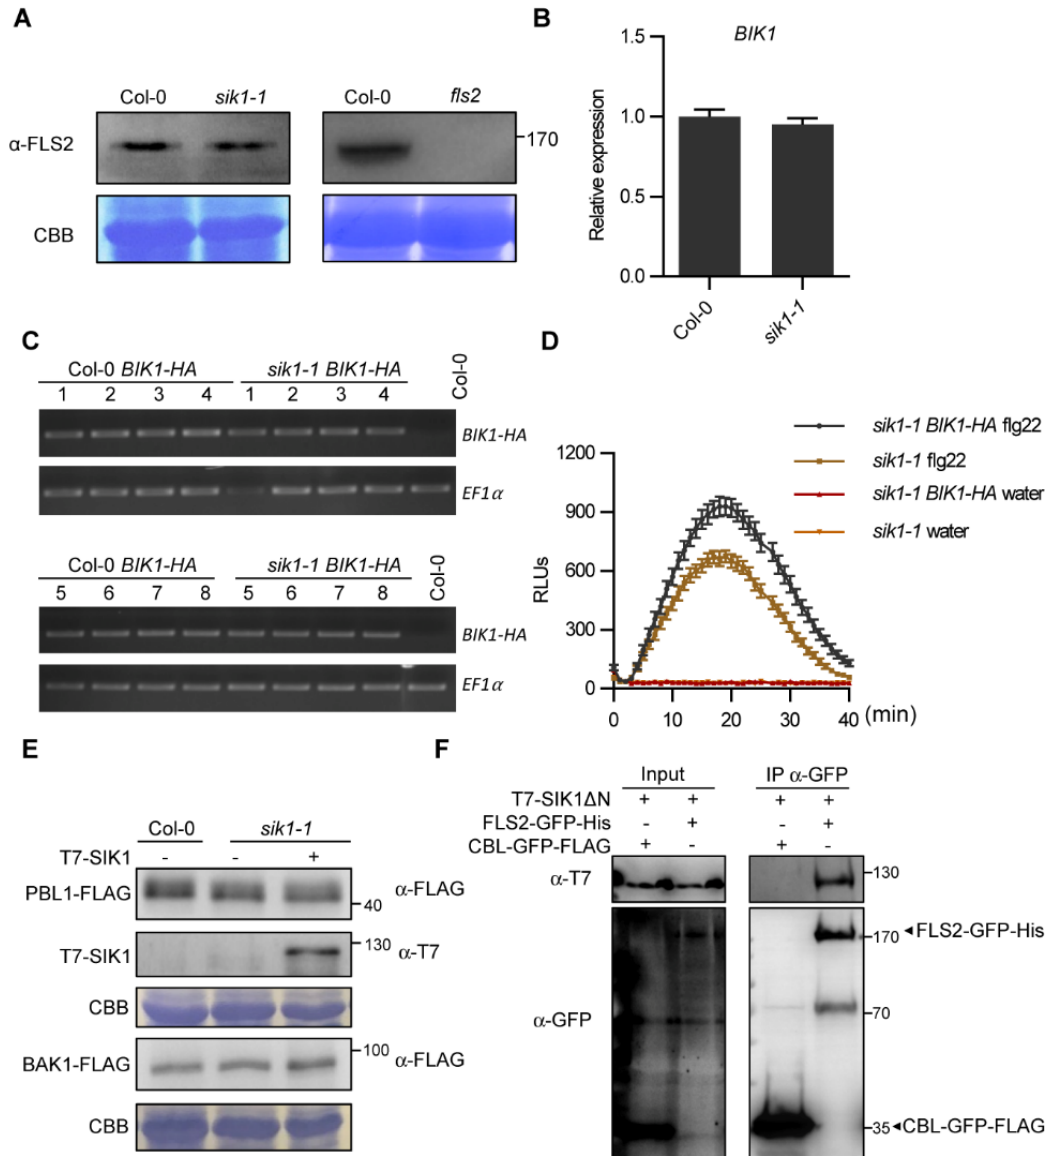 A
Col-0 sik1-1 Col-0 fls2
α-FLS2 170
CBB
B
BIK1
1.5
1.0
0.5
0.0
Relative expression
Col-0 sik1-1
C
Col-0 BIK1-HA sik1-1 BIK1-HA Col-0
1 2 3 4 1 2 3 4
BIK1-HA
EF1α
Col-0 BIK1-HA sik1-1 BIK1-HA Col-0
5 6 7 8 5 6 7 8
BIK1-HA
EF1α
D
sik1-1 BIK1-HA flg22
sik1-1 flg22
sik1-1 BIK1-HA water
sik1-1 water
1200
900
600
300
0
RLUs
0 10 20 30 40 (min)
E
Col-0 sik1-1
T7-SIK1 - - +
PBL1-FLAG 40 α-FLAG
T7-SIK1 130 α-T7
CBB
BAK1-FLAG 100 α-FLAG
CBB
F
Input IP α-GFP
T7-SIK1ΔN + + + +
FLS2-GFP-His - + - +
CBL-GFP-FLAG + - + -
α-T7 130
170 FLS2-GFP-His
α-GFP 70
35 CBL-GFP-FLAG